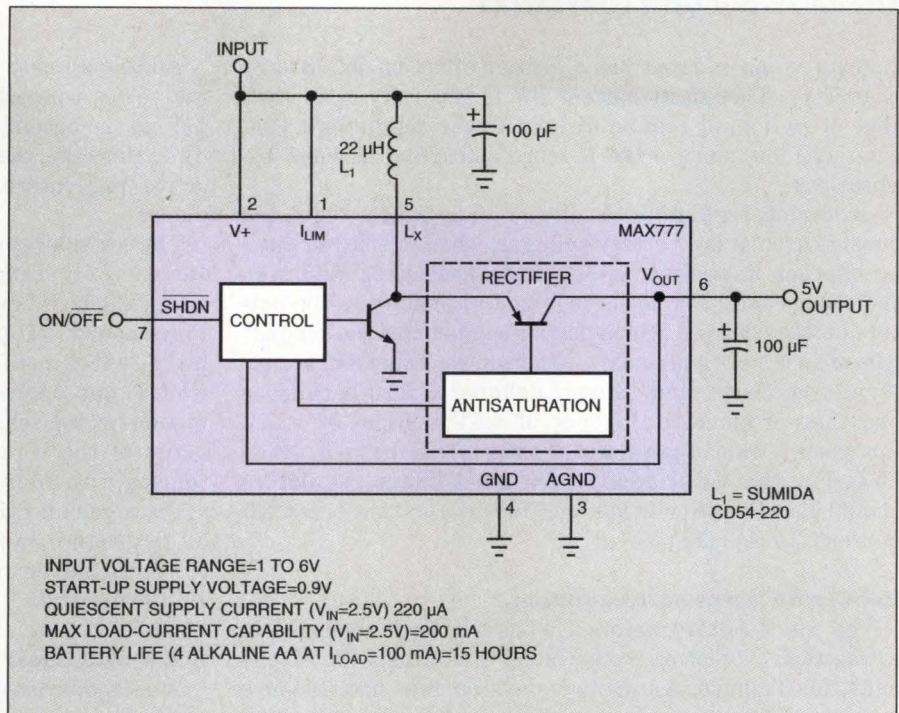 INPUT
100 µF
22 µH
L1
2
1
5
V+
ILIM
LX
MAX777
RECTIFIER
VOUT
6
5V
OUTPUT
ON/OFF
SHDN
7
CONTROL
100 µF
ANTISATURATION
GND
AGND
4
3
L1 = SUMIDA
CD54-220
INPUT VOLTAGE RANGE=1 TO 6V
START-UP SUPPLY VOLTAGE=0.9V
QUIESCENT SUPPLY CURRENT (VIN=2.5V) 220 µA
MAX LOAD-CURRENT CAPABILITY (VIN=2.5V)=200 mA
BATTERY LIFE (4 ALKALINE AA AT ILOAD=100 mA)=15 HOURS